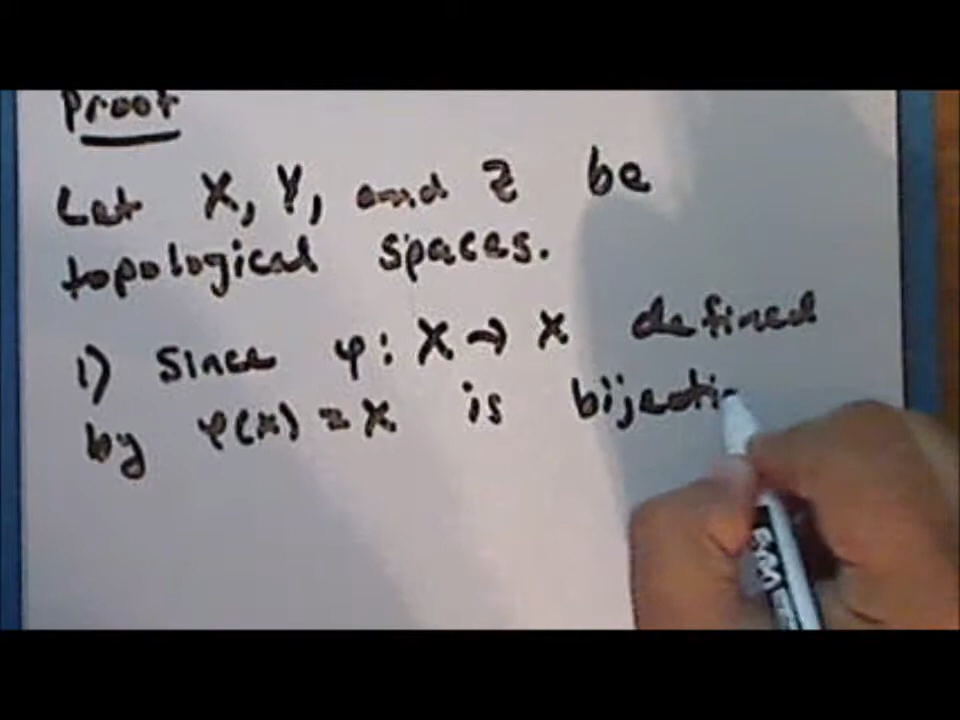 Proof
Let X, Y, and Z be
topological spaces.
1) Since φ: X → X defined
by φ(x) = x is bijecti